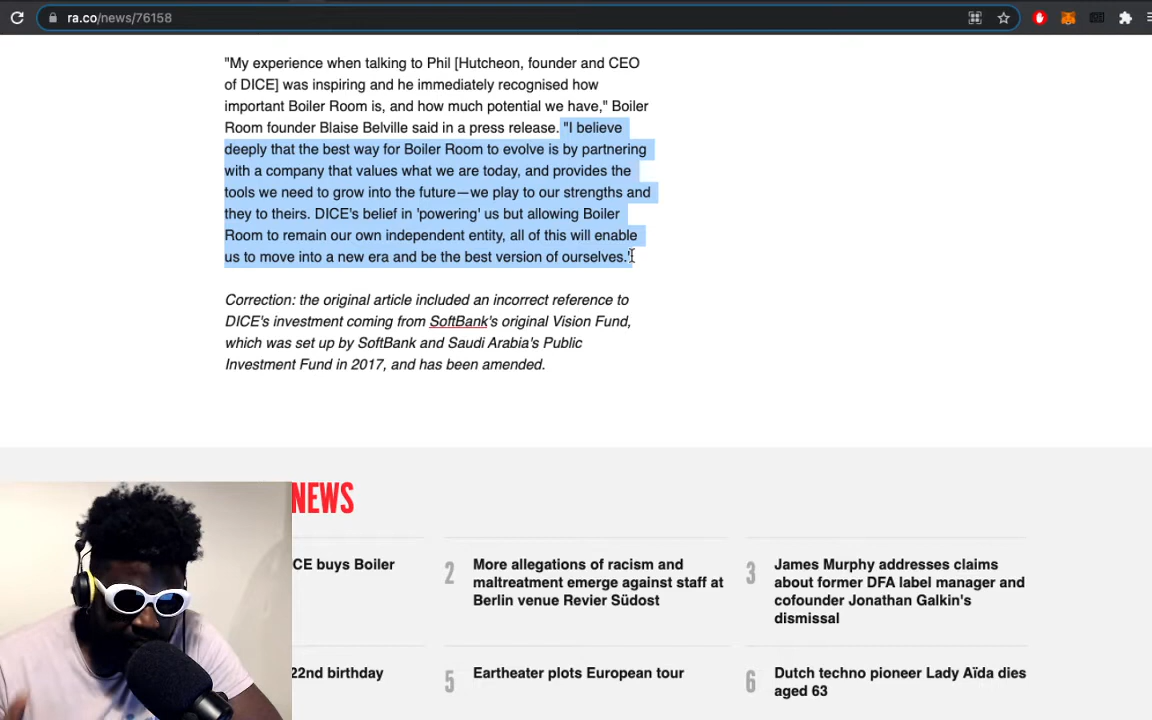 ra.co/news/76158
"My experience when talking to Phil [Hutcheon, founder and CEO
of DICE] was inspiring and he immediately recognised how
important Boiler Room is, and how much potential we have," Boiler
Room founder Blaise Belville said in a press release. "I believe
deeply that the best way for Boiler Room to evolve is by partnering
with a company that values what we are today, and provides the
tools we need to grow into the future—we play to our strengths and
they to theirs. DICE's belief in 'powering' us but allowing Boiler
Room to remain our own independent entity, all of this will enable
us to move into a new era and be the best version of ourselves."
Correction: the original article included an incorrect reference to
DICE's investment coming from SoftBank's original Vision Fund,
which was set up by SoftBank and Saudi Arabia's Public
Investment Fund in 2017, and has been amended.
NEWS
CE buys Boiler
2 More allegations of racism and
maltreatment emerge against staff at
Berlin venue Revier Südost
3 James Murphy addresses claims
about former DFA label manager and
cofounder Jonathan Galkin's
dismissal
22nd birthday
5 Eartheater plots European tour
6 Dutch techno pioneer Lady Aïda dies
aged 63